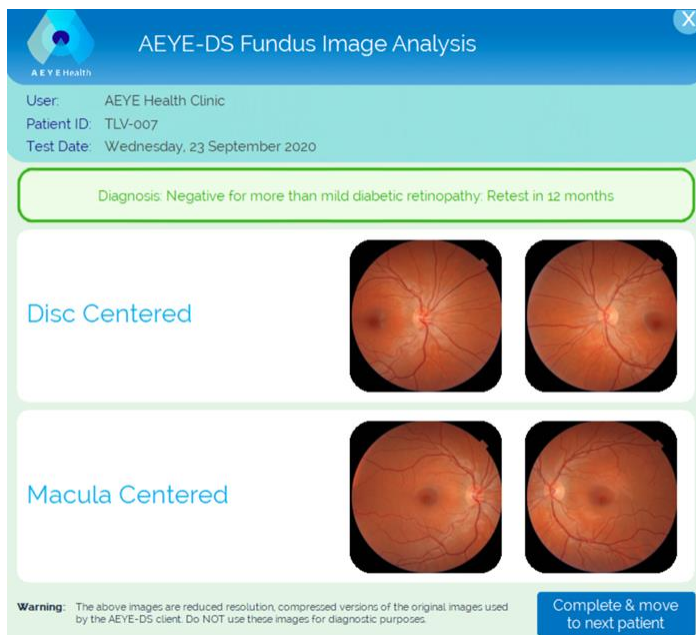 X
AEYE-DS Fundus Image Analysis
AEYEHealth
User: AEYE Health Clinic
Patient ID: TLV-007
Test Date: Wednesday, 23 September 2020
Diagnosis: Negative for more than mild diabetic retinopathy: Retest in 12 months
Disc Centered
Macula Centered
Warning: The above images are reduced resolution, compressed versions of the original images used
by the AEYE-DS client. Do NOT use these images for diagnostic purposes.
Complete & move
to next patient